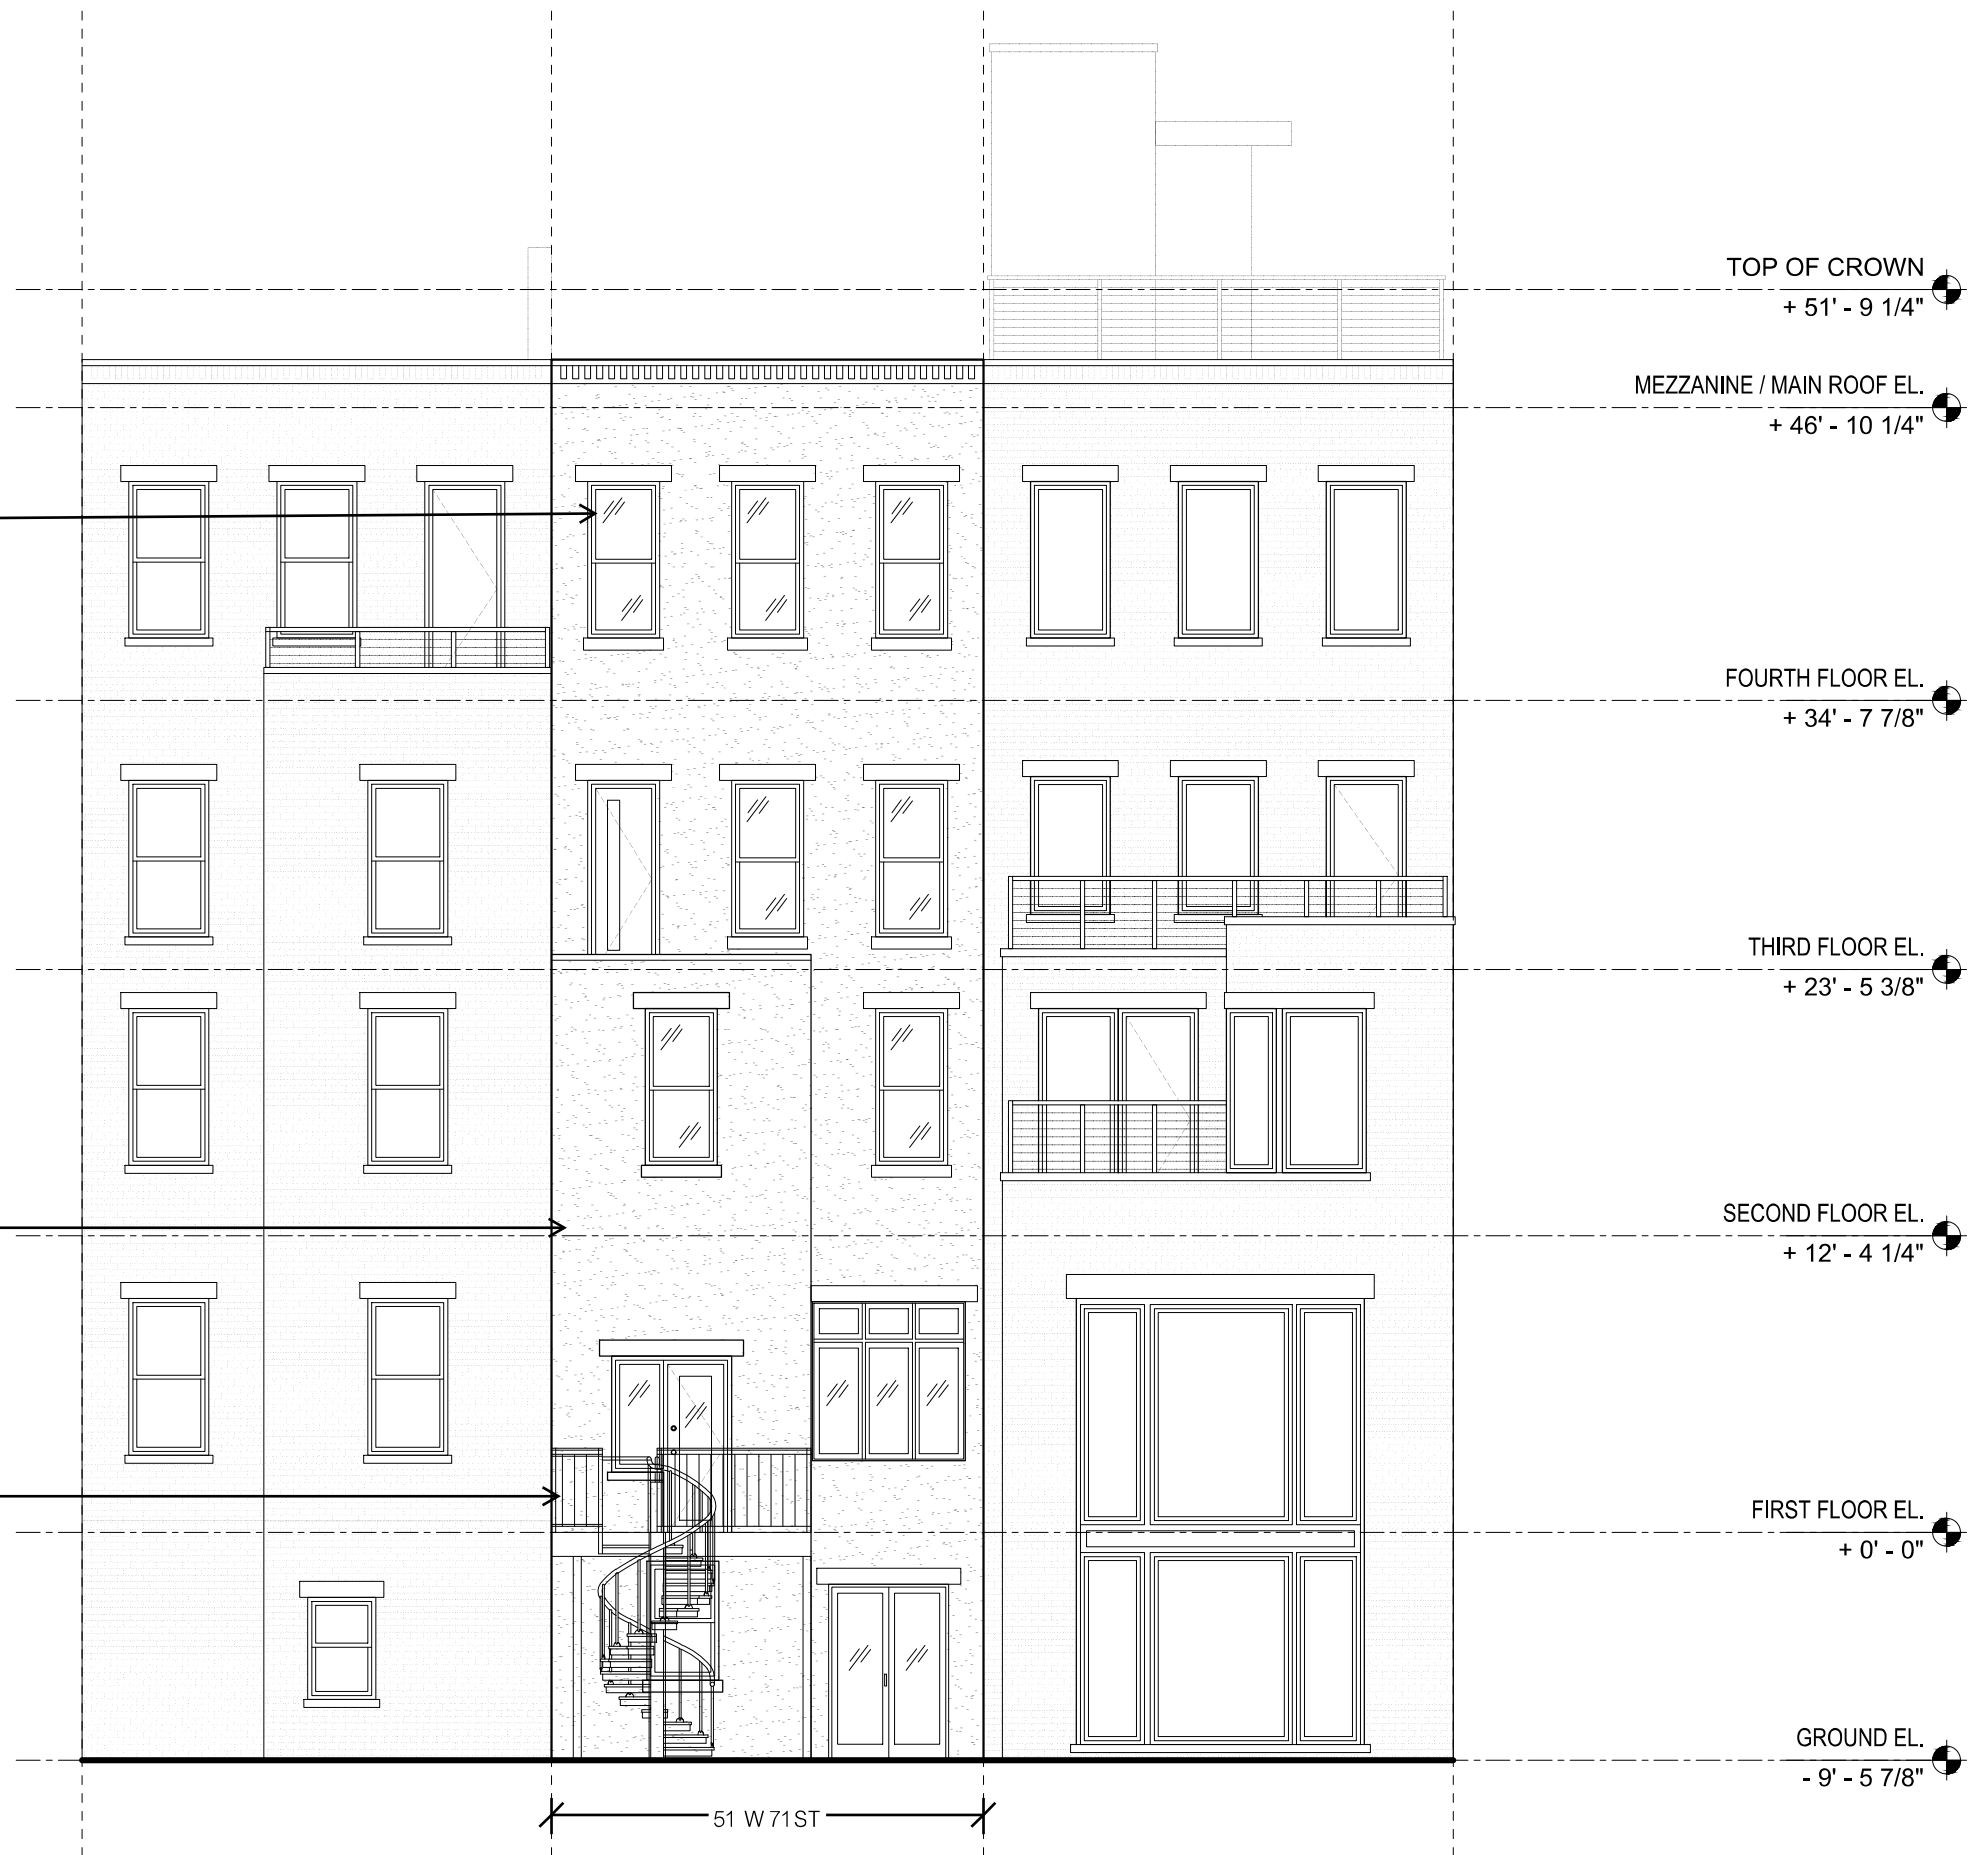 TOP OF CROWN
+ 51' - 9 1/4"
MEZZANINE / MAIN ROOF EL.
+ 46' - 10 1/4"
FOURTH FLOOR EL.
+ 34' - 7 7/8"
THIRD FLOOR EL.
+ 23' - 5 3/8"
SECOND FLOOR EL.
+ 12' - 4 1/4"
FIRST FLOOR EL.
+ 0' - 0"
GROUND EL.
- 9' - 5 7/8"
51 W 71ST